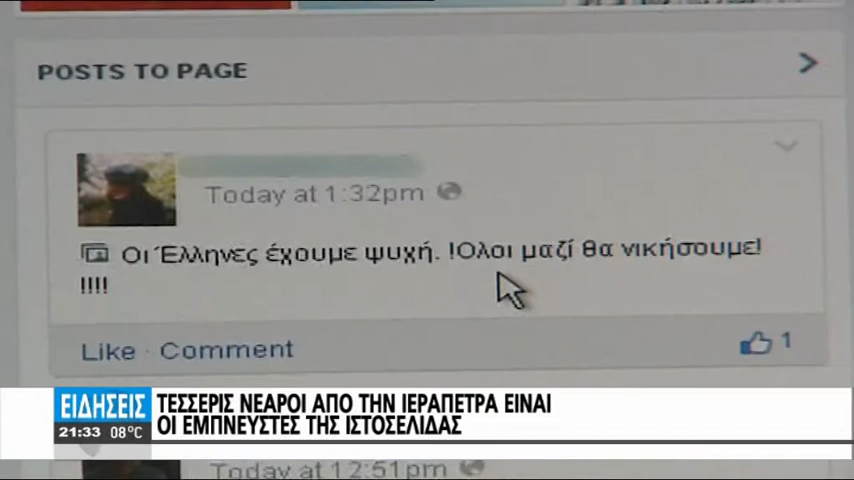 POSTS TO PAGE
Today at 1:32pm
Οι Έλληνες έχουμε ψυχή. !Ολοι μαζί θα νικήσουμε!
!!!!
Like · Comment
1
ΕΙΔΗΣΕΙΣ
ΤΕΣΣΕΡΙΣ ΝΕΑΡΟΙ ΑΠΟ ΤΗΝ ΙΕΡΑΠΕΤΡΑ ΕΙΝΑΙ
21:33 08°C
ΟΙ ΕΜΠΝΕΥΣΤΕΣ ΤΗΣ ΙΣΤΟΣΕΛΙΔΑΣ
Today at 12:51pm